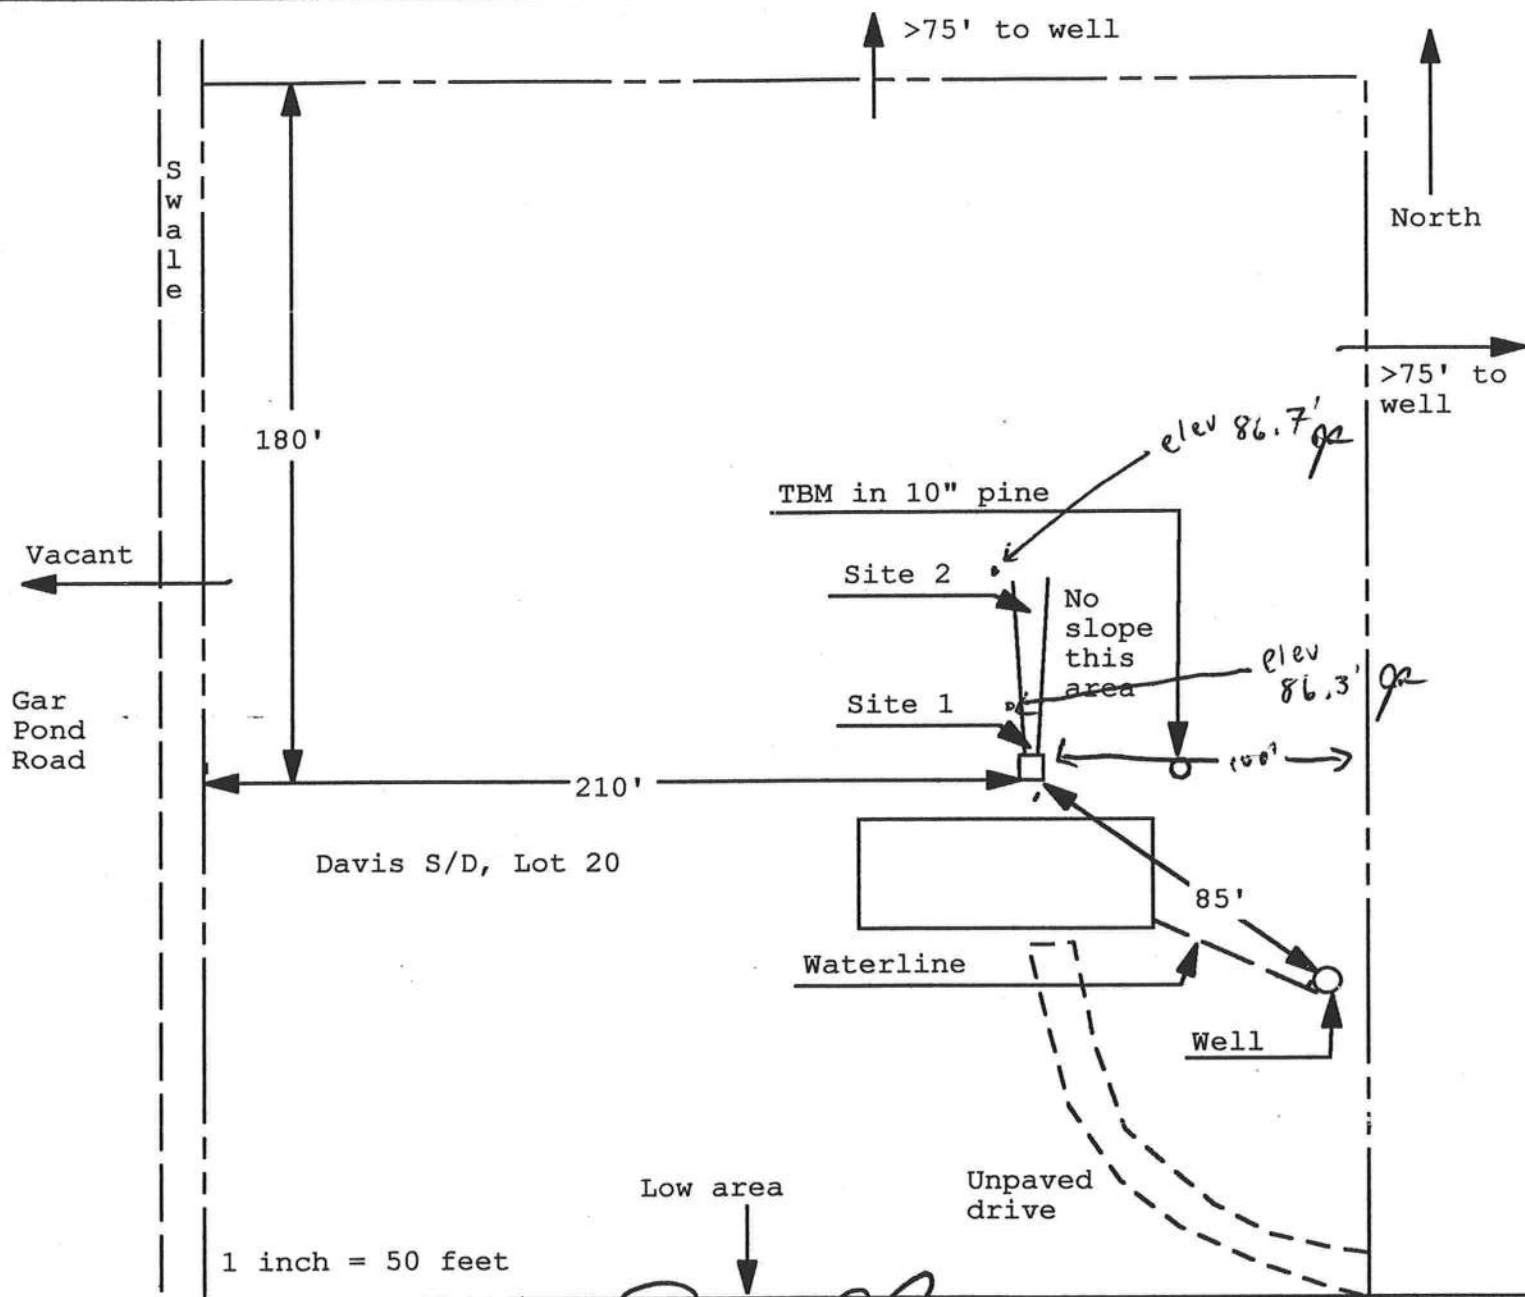 >75' to well
Swale
North
>75' to
well
180'
elev 86.7'
TBM in 10" pine
Vacant
Site 2
No
slope
this
area
elev
86.3'
Gar
Pond
Road
Site 1
210'
Davis S/D, Lot 20
85'
Waterline
Well
Low area
Unpaved
drive
1 inch = 50 feet